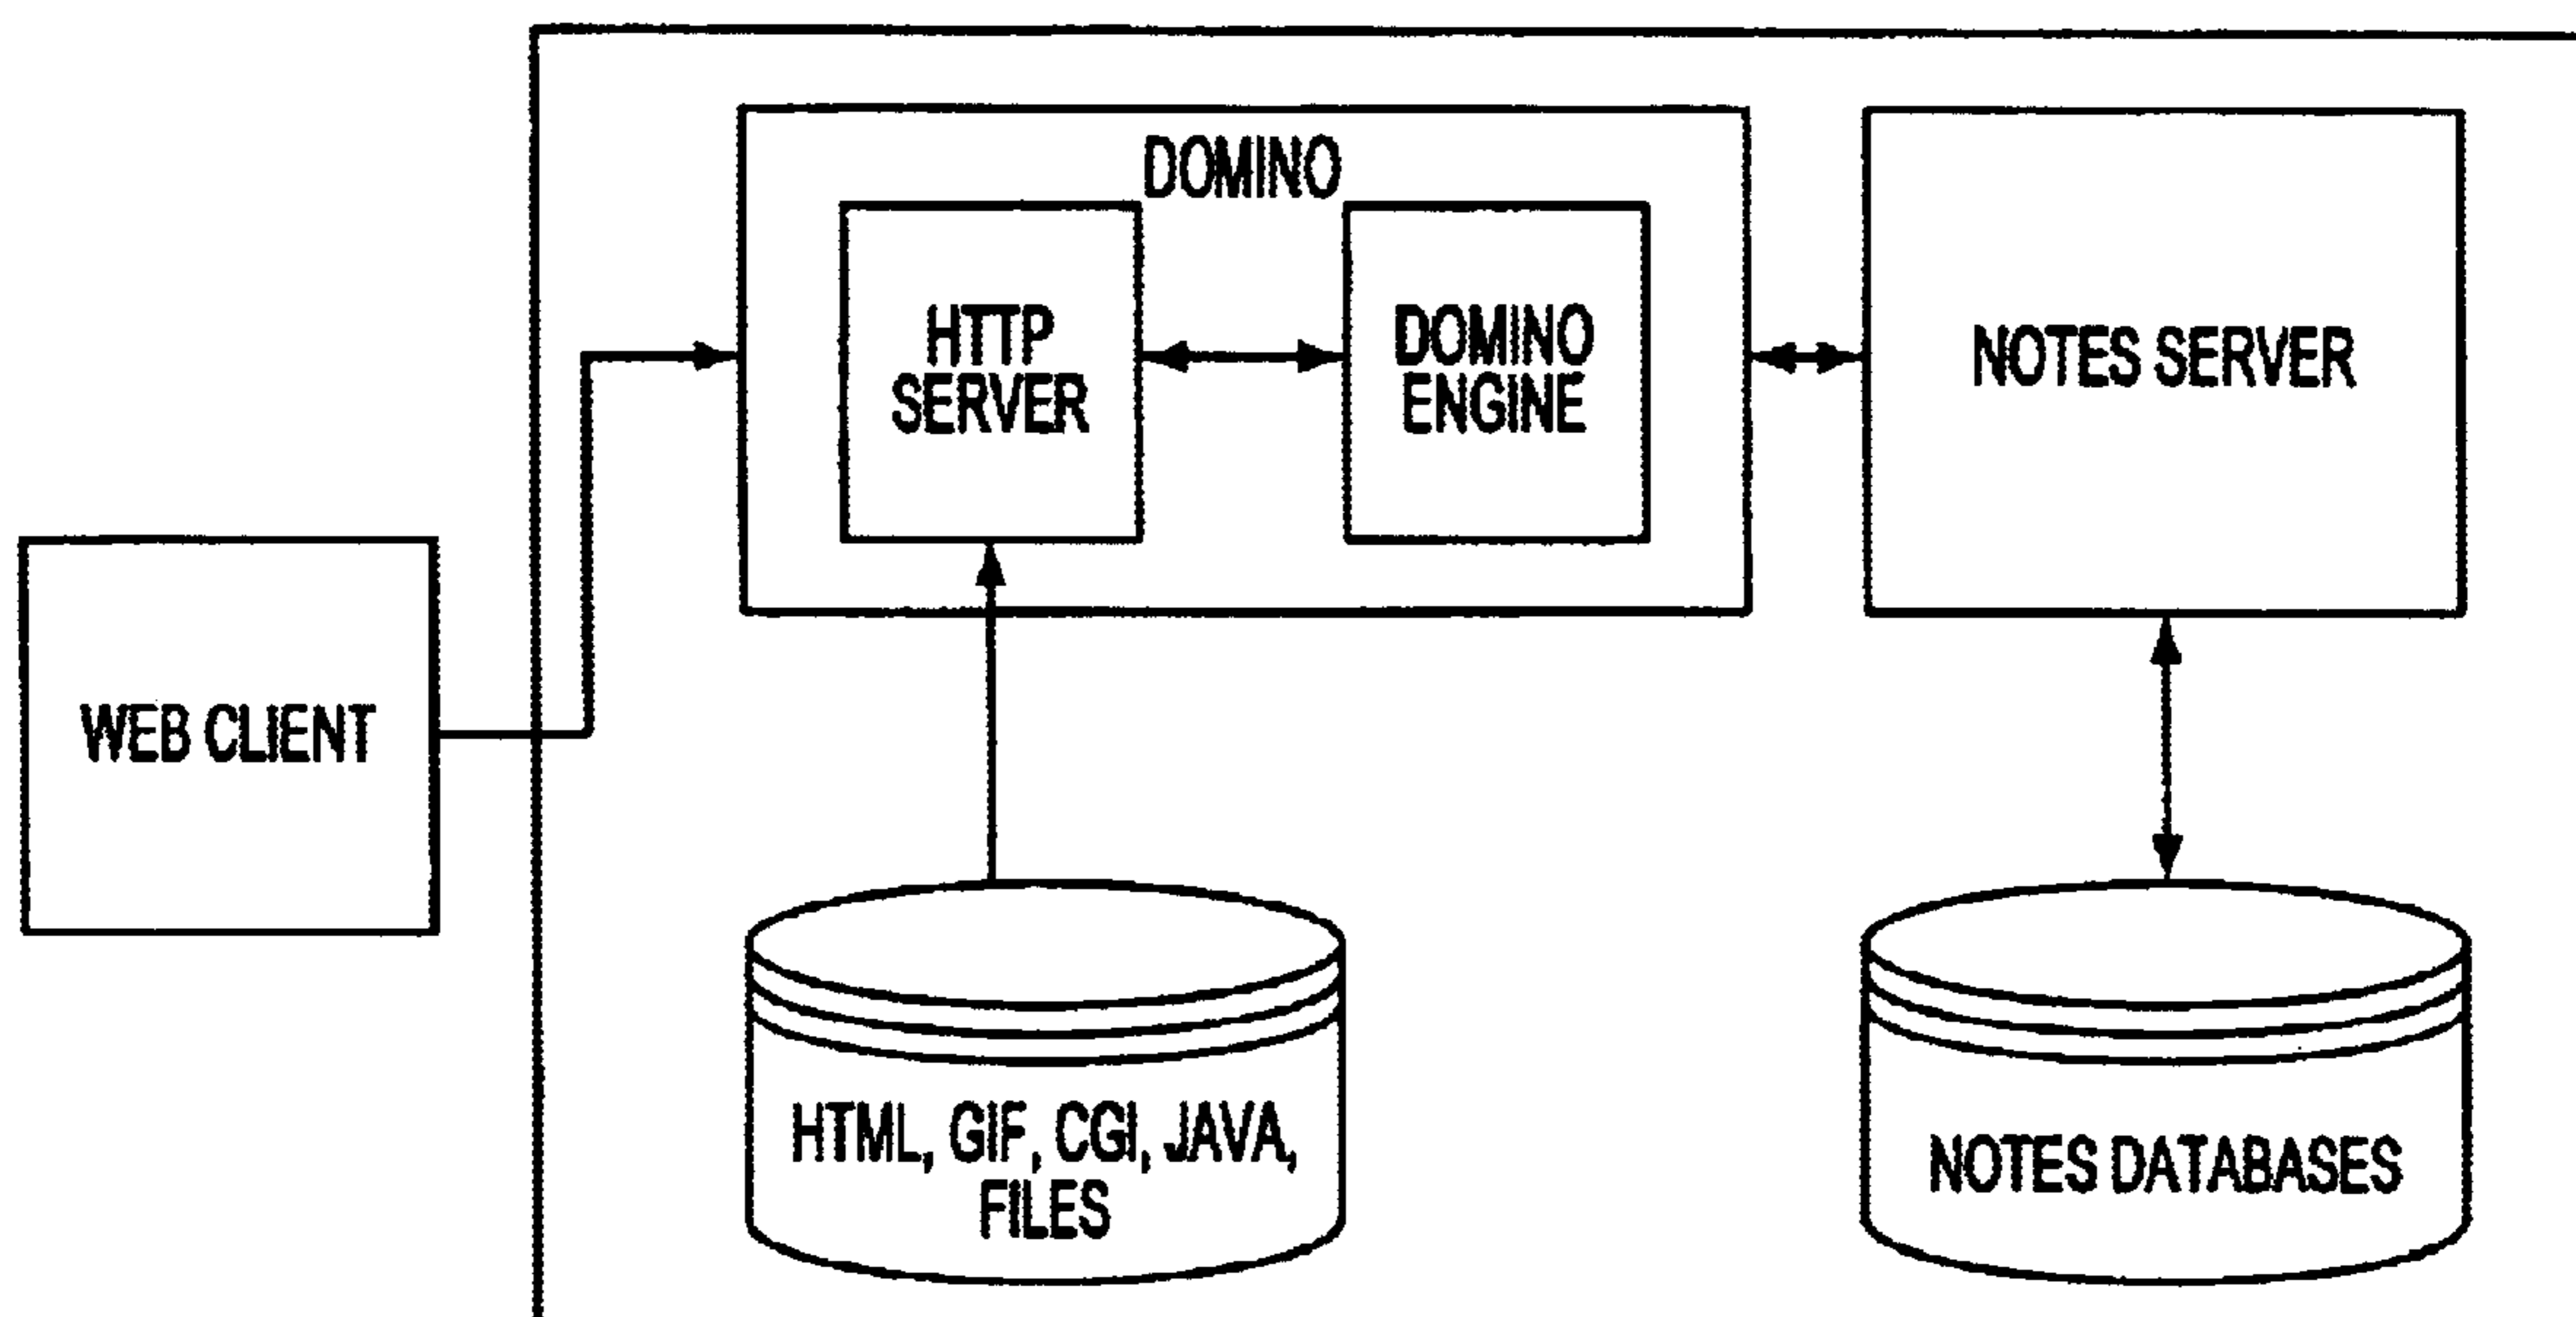 DOMINO
HTTP
SERVER
DOMINO
ENGINE
NOTES SERVER
WEB CLIENT
HTML, GIF, CGI, JAVA,
FILES
NOTES DATABASES